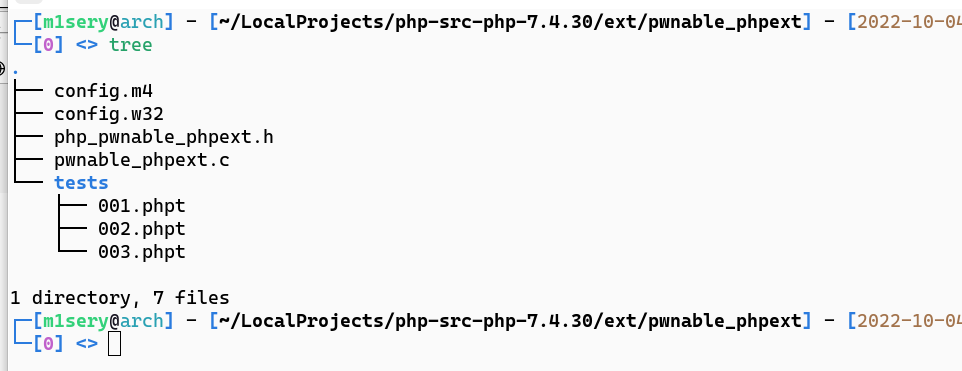 ┌─[m1sery@arch] - [~/LocalProjects/php-src-php-7.4.30/ext/pwnable_phpext] - [2022-10-04
└─[0] <> tree
.
├── config.m4
├── config.w32
├── php_pwnable_phpext.h
├── pwnable_phpext.c
└── tests
    ├── 001.phpt
    ├── 002.phpt
    └── 003.phpt
1 directory, 7 files
┌─[m1sery@arch] - [~/LocalProjects/php-src-php-7.4.30/ext/pwnable_phpext] - [2022-10-04
└─[0] <>